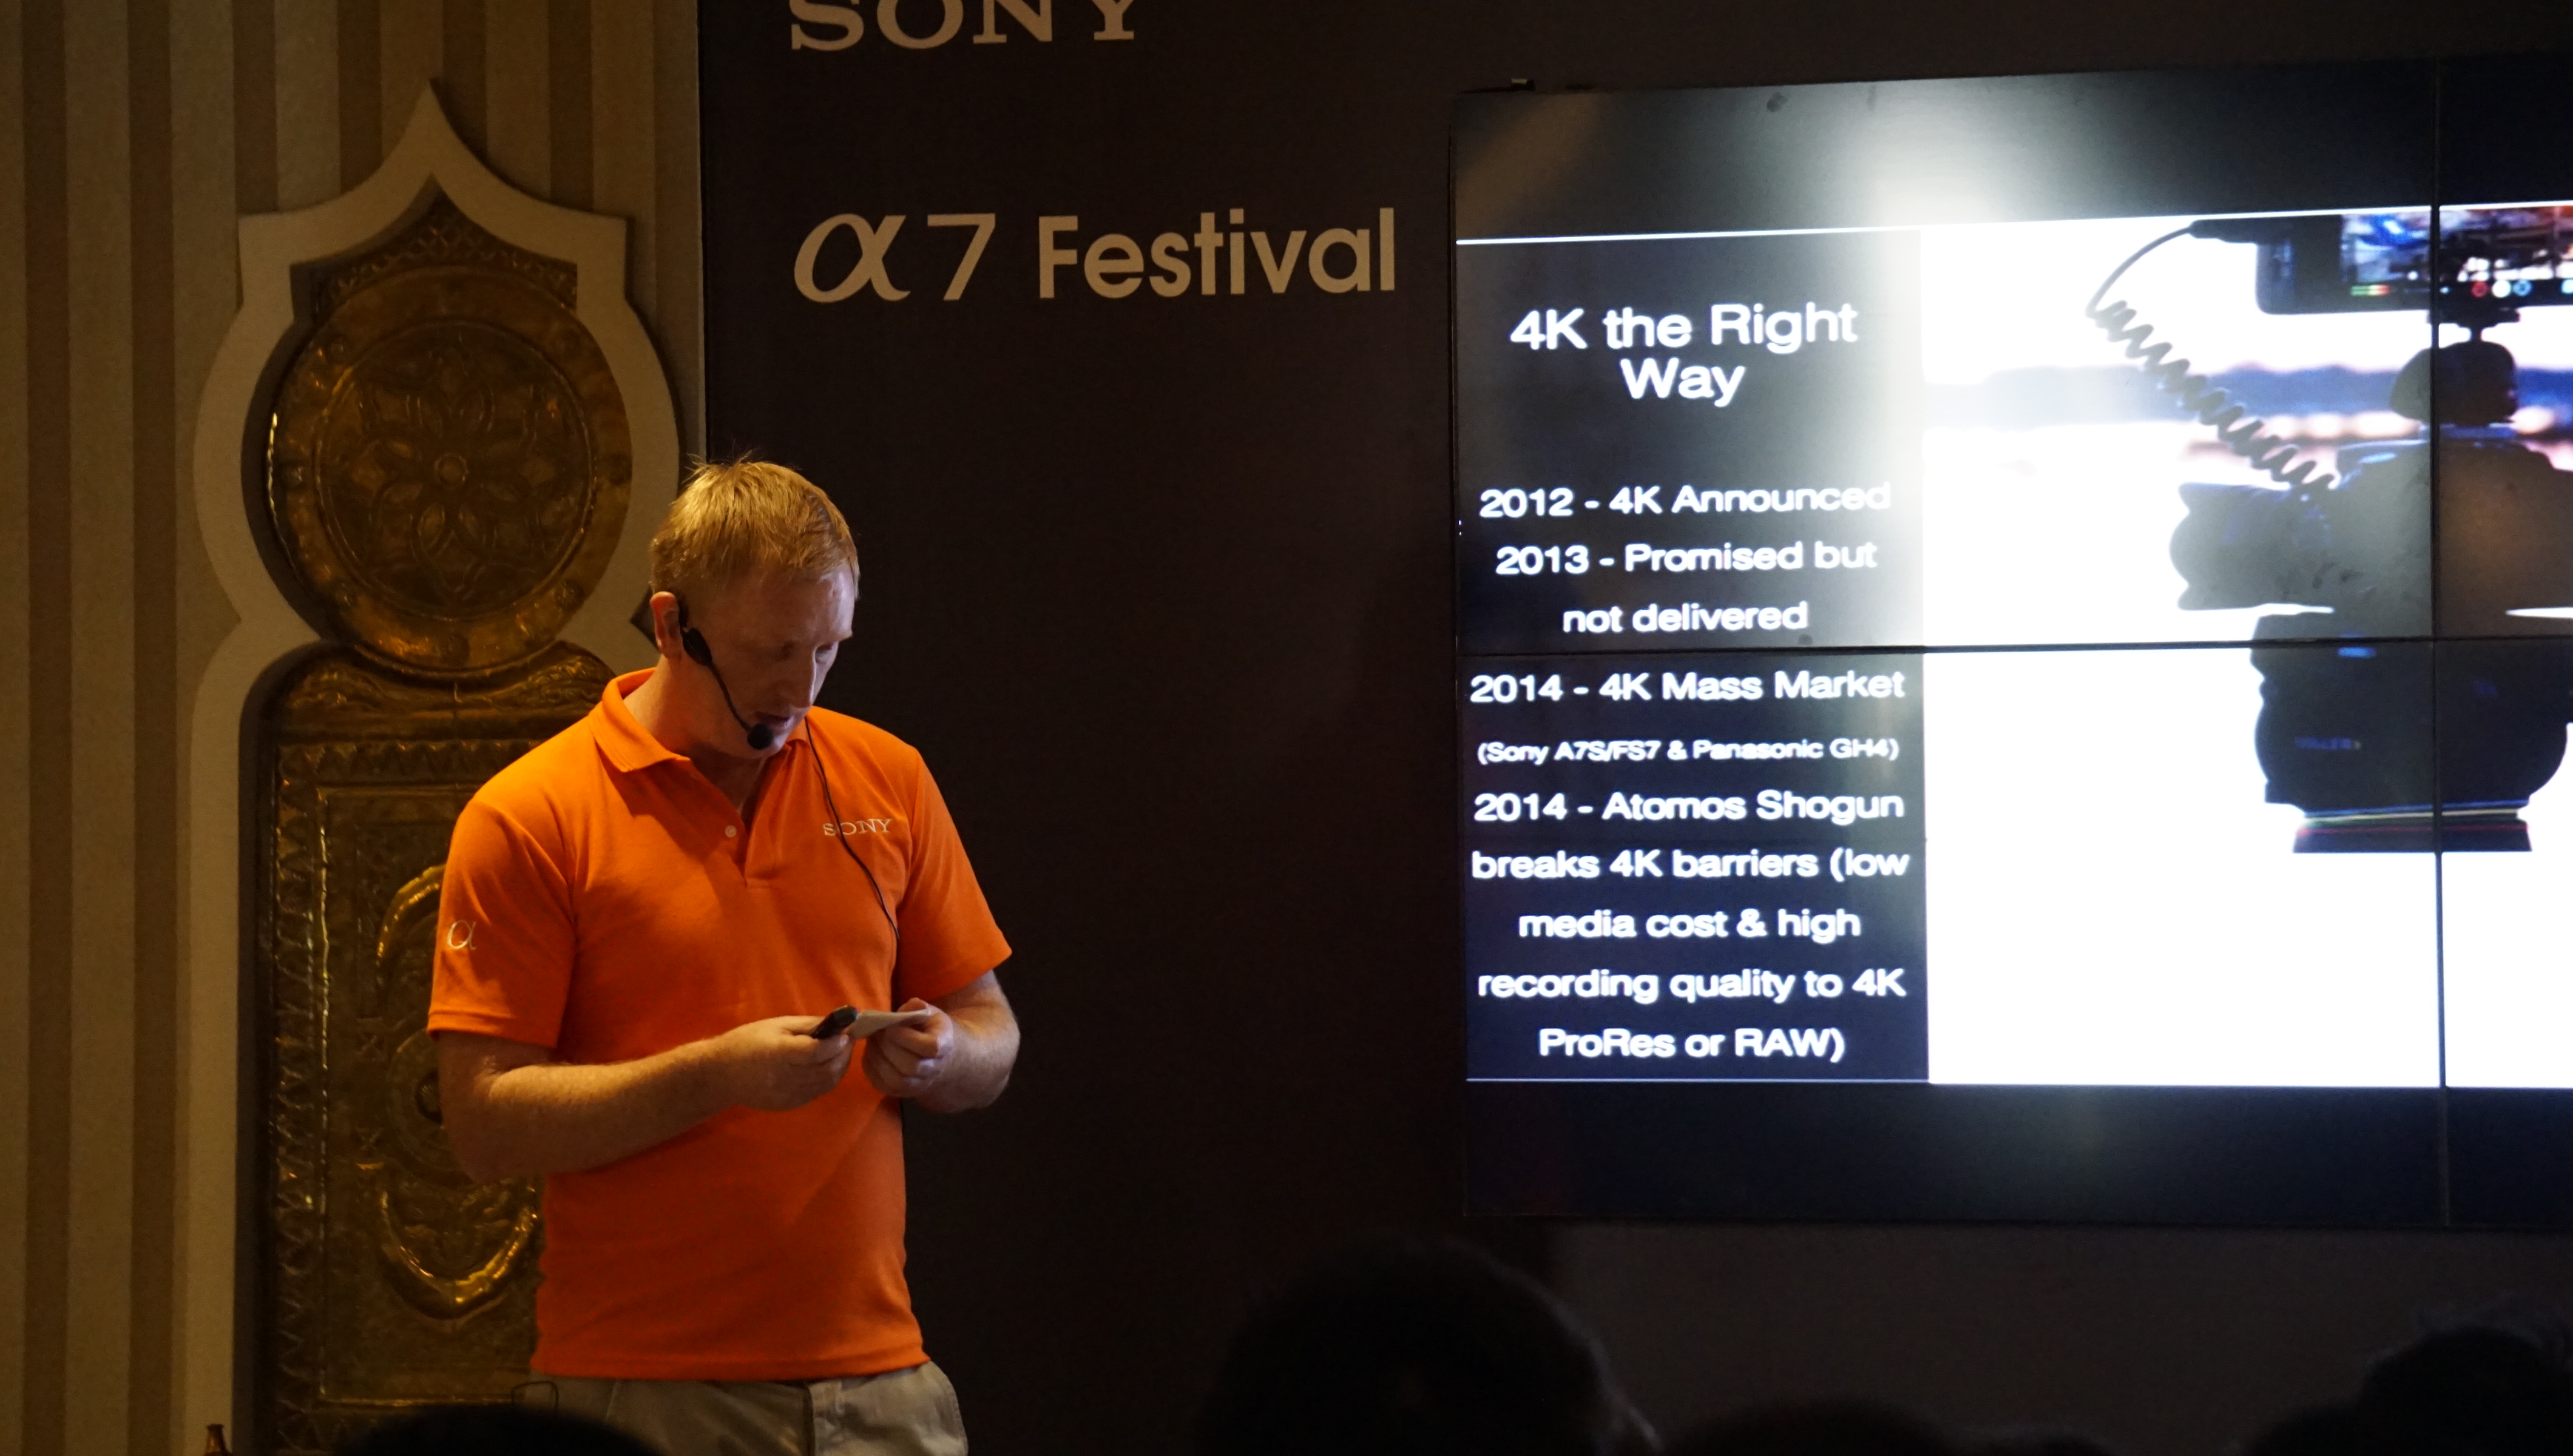 SONY
α7 Festival
4K the Right
Way
2012 - 4K Announced
2013 - Promised but
not delivered
2014 - 4K Mass Market
(Sony A7S/FS7 & Panasonic GH4)
2014 - Atomos Shogun
breaks 4K barriers (low
media cost & high
recording quality to 4K
ProRes or RAW)
SONY
α